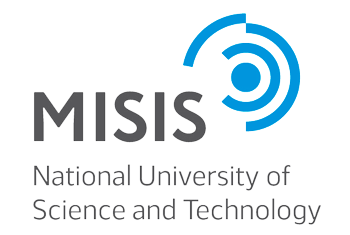 MISIS
National University of
Science and Technology